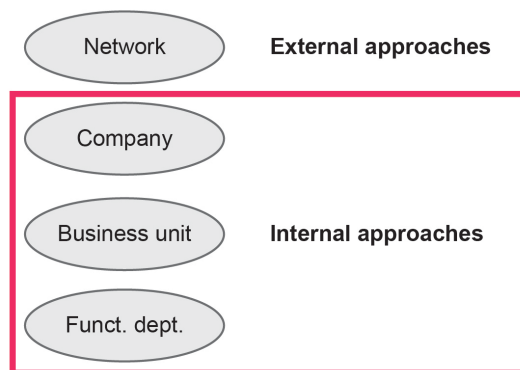 Network External approaches
Company
Business unit Internal approaches
Funct. dept.